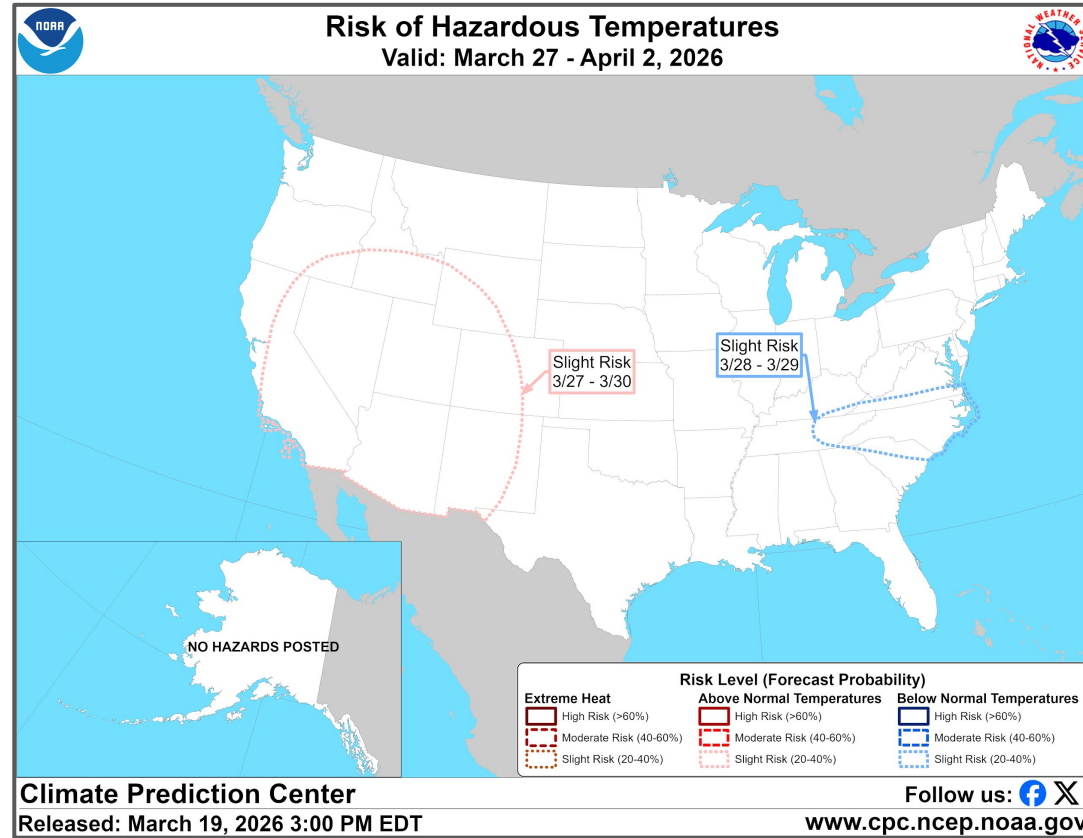 NOAA
NATIONAL WEATHER SERVICE
Risk of Hazardous Temperatures
Valid: March 27 - April 2, 2026
Slight Risk
3/27 - 3/30
Slight Risk
3/28 - 3/29
NO HAZARDS POSTED
Risk Level (Forecast Probability)
Extreme Heat
High Risk (>60%)
Moderate Risk (40-60%)
Slight Risk (20-40%)
Above Normal Temperatures
High Risk (>60%)
Moderate Risk (40-60%)
Slight Risk (20-40%)
Below Normal Temperatures
High Risk (>60%)
Moderate Risk (40-60%)
Slight Risk (20-40%)
Climate Prediction Center
Follow us:
Released: March 19, 2026 3:00 PM EDT
www.cpc.ncep.noaa.gov